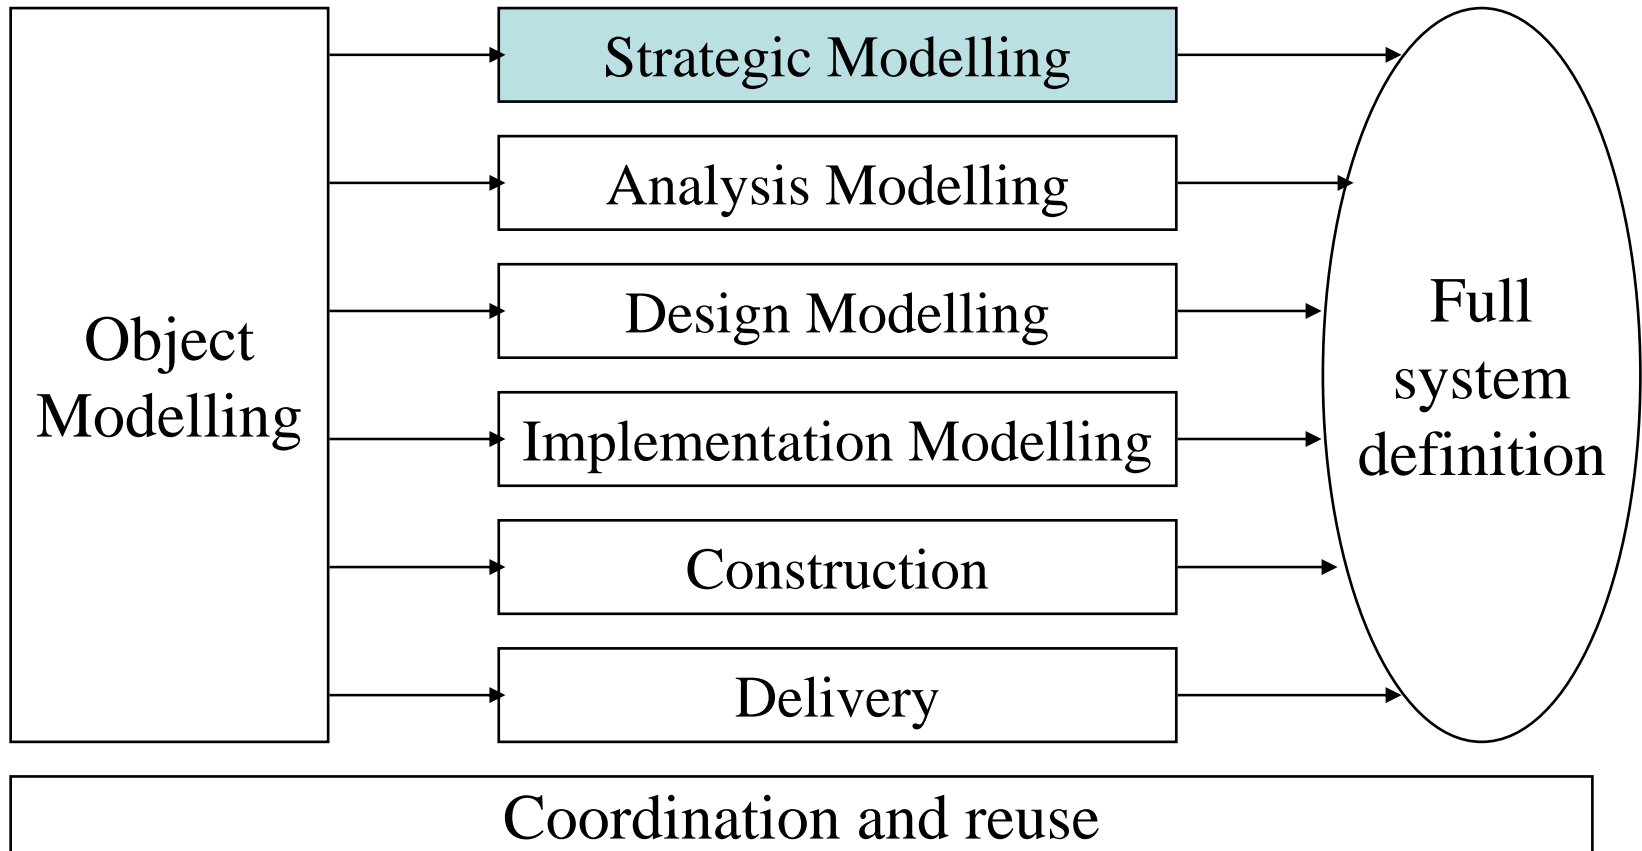 Object
Modelling
Strategic Modelling
Analysis Modelling
Design Modelling
Implementation Modelling
Construction
Delivery
Full
system
definition
Coordination and reuse